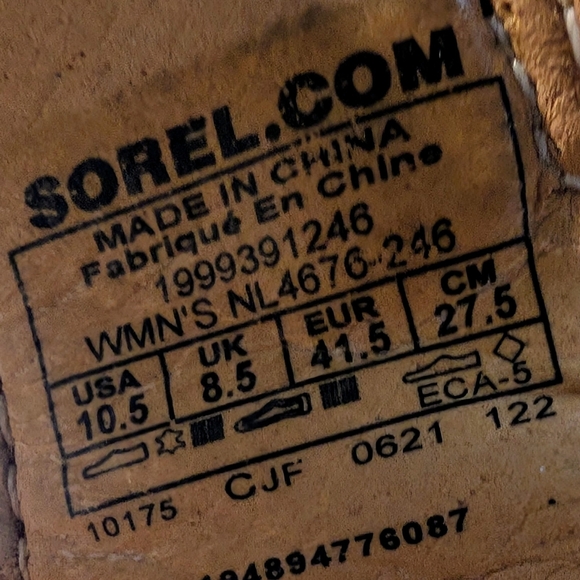 SOREL.COM
MADE IN CHINA
Fabriqué En Chine
1999391246
WMN'S NL4676-246
USA UK EUR CM
10.5 8.5 41.5 27.5
ECA-5
10175 CJF 0621 122
194894776087